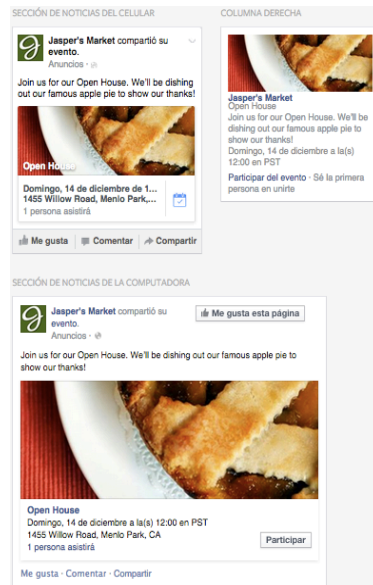 SECCIÓN DE NOTICIAS DEL CELULAR
Jasper's Market compartió su
evento.
Anuncios ·
Join us for our Open House. We'll be dishing
out our famous apple pie to show our thanks!
Open House
Domingo, 14 de diciembre de 1...
1455 Willow Road, Menlo Park,...
1 persona asistirá
Me gusta Comentar Compartir
COLUMNA DERECHA
Jasper's Market
Open House
Join us for our Open House. We'll be
dishing out our famous apple pie to
show our thanks!
Domingo, 14 de diciembre a la(s)
12:00 en PST
Participar del evento · Sé la primera
persona en unirte
SECCIÓN DE NOTICIAS DE LA COMPUTADORA
Jasper's Market compartió su
evento.
Anuncios ·
Me gusta esta página
Join us for our Open House. We'll be dishing out our famous apple pie to
show our thanks!
Open House
Domingo, 14 de diciembre a la(s) 12:00 en PST
1455 Willow Road, Menlo Park, CA
1 persona asistirá
Participar
Me gusta · Comentar · Compartir